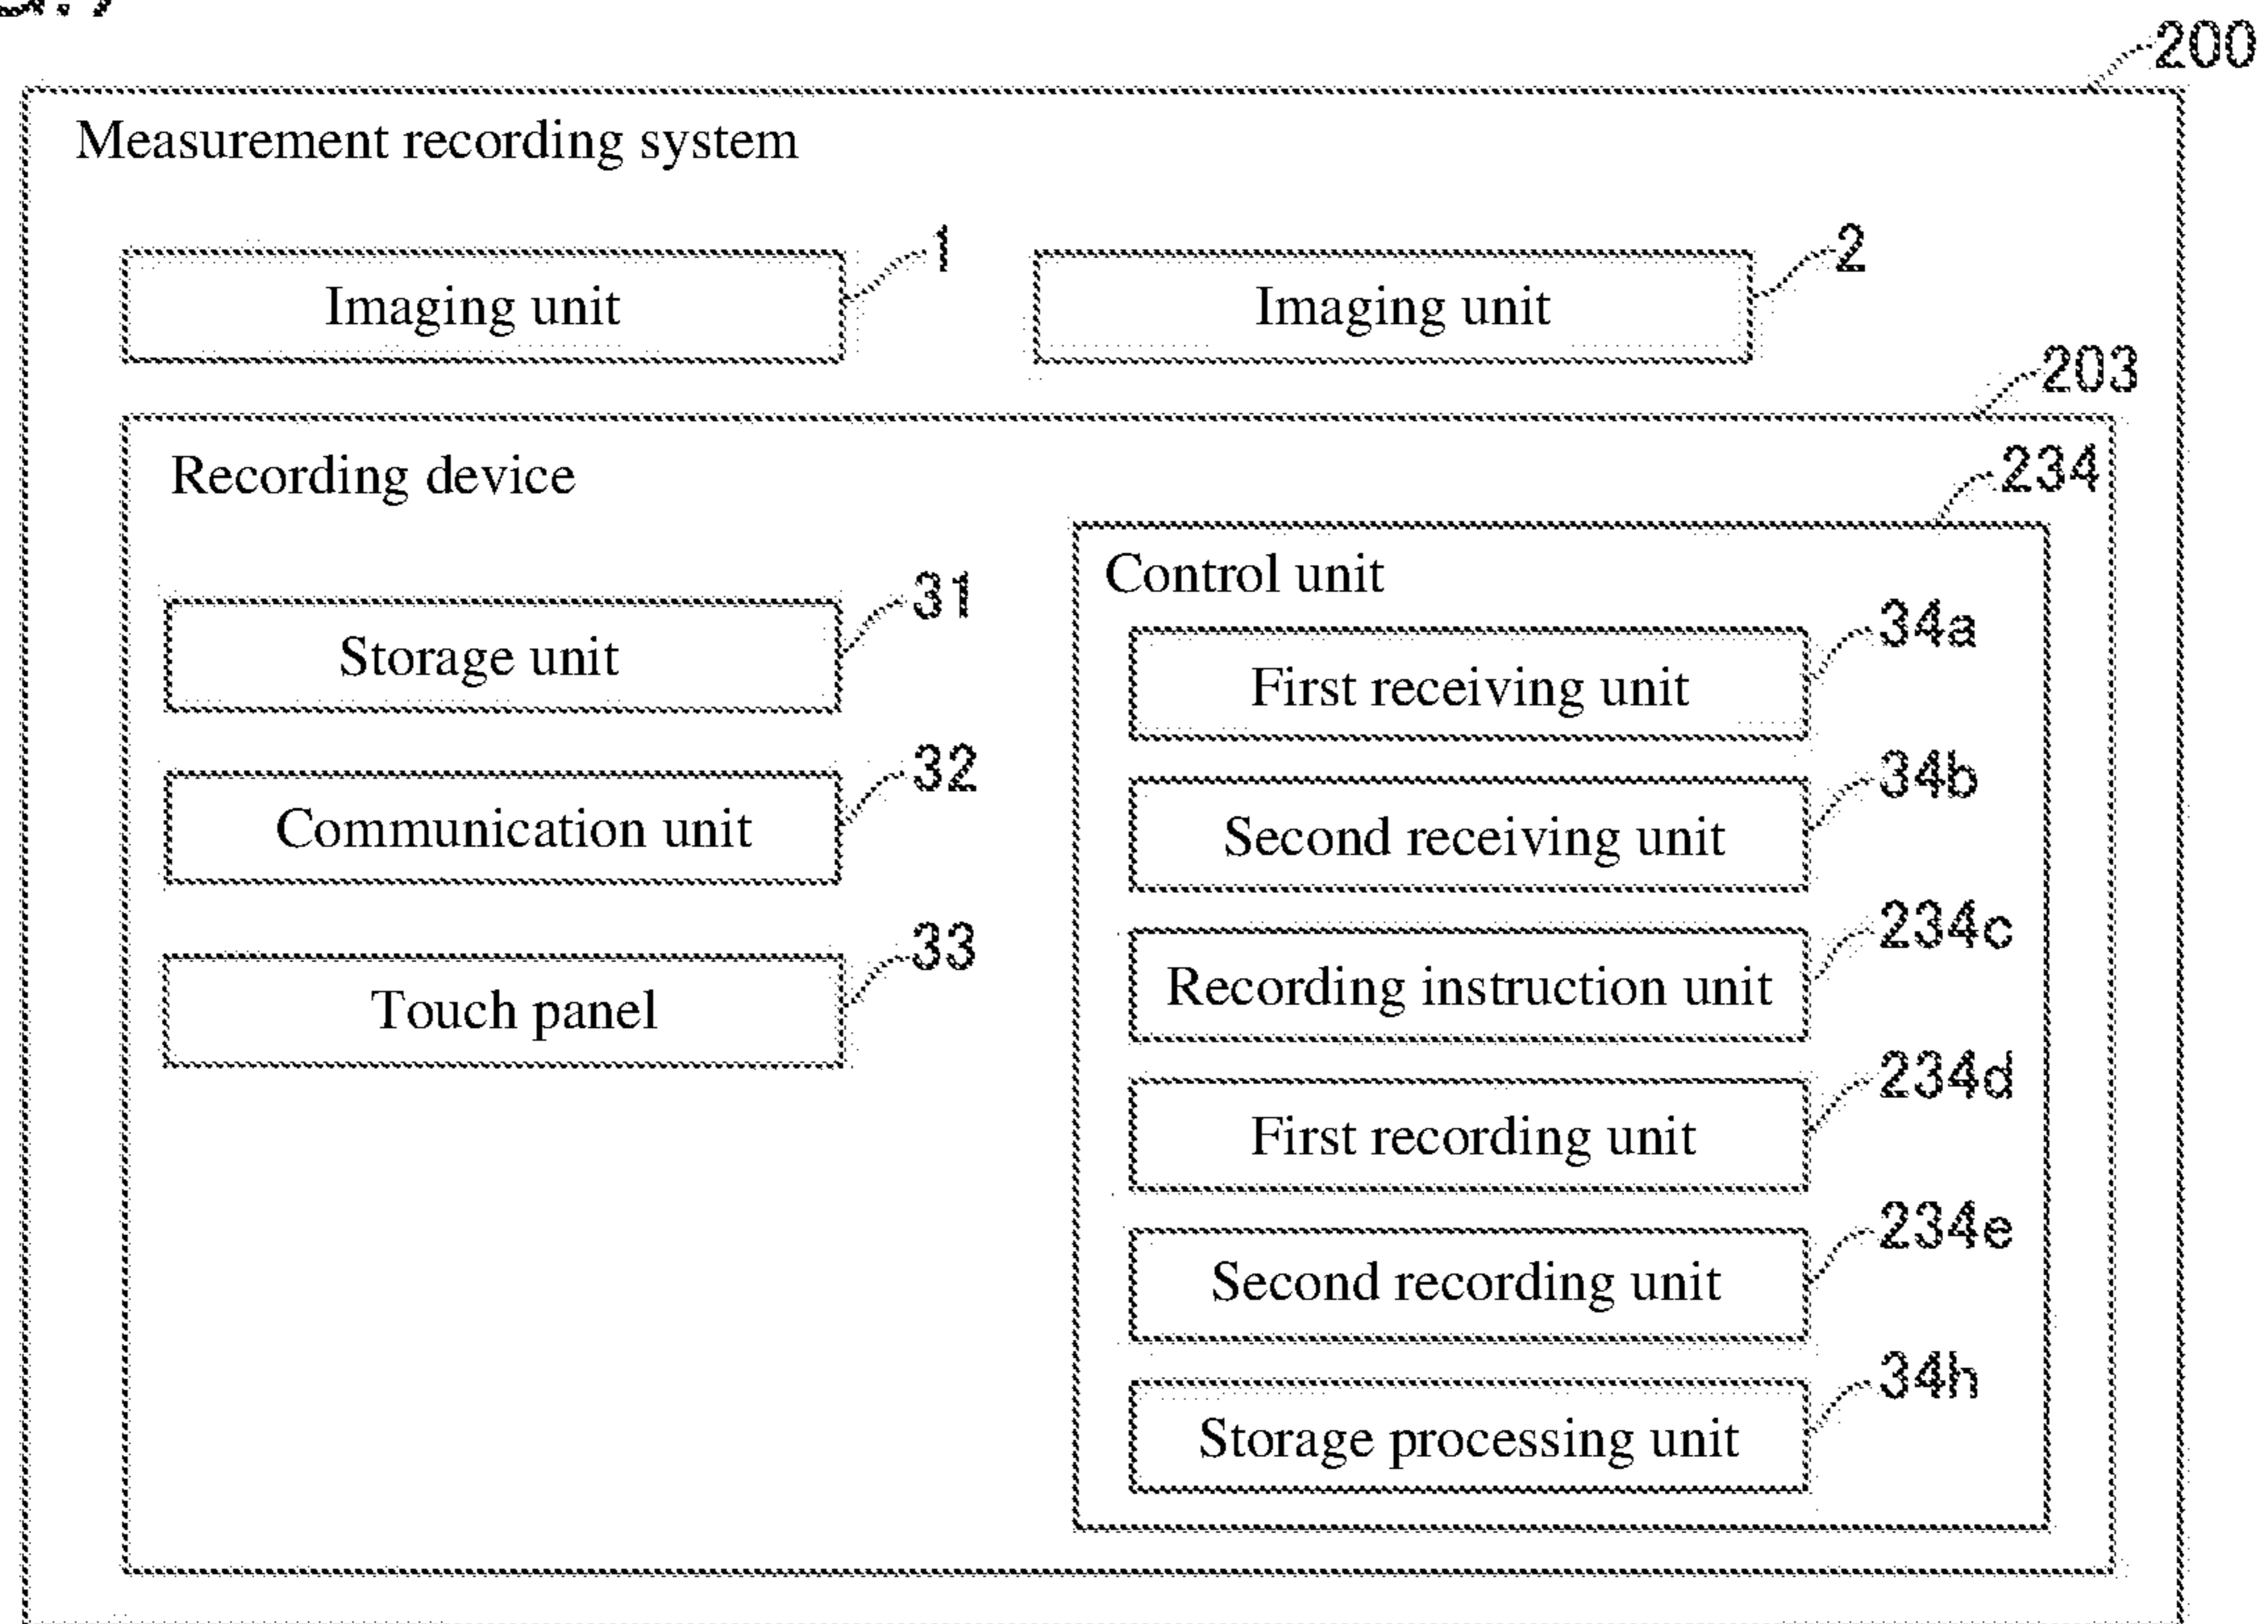 200
Measurement recording system
1
2
Imaging unit
Imaging unit
203
Recording device
234
Control unit
31
Storage unit
34a
First receiving unit
32
Communication unit
34b
Second receiving unit
33
Touch panel
234c
Recording instruction unit
234d
First recording unit
234e
Second recording unit
34h
Storage processing unit